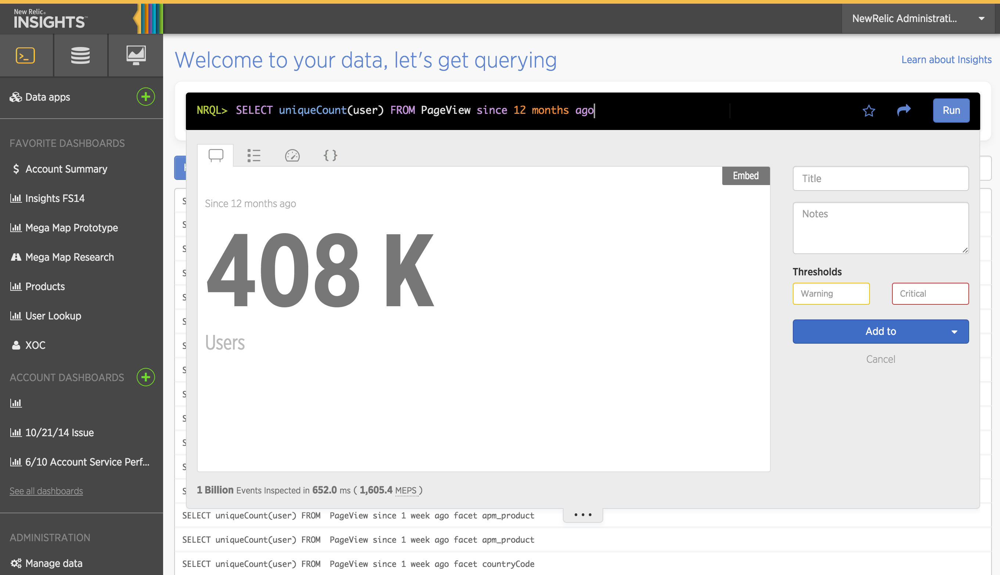 New Relic®
INSIGHTS™
NewRelic Administrati...
Data apps
FAVORITE DASHBOARDS
Account Summary
Insights FS14
Mega Map Prototype
Mega Map Research
Products
User Lookup
XOC
ACCOUNT DASHBOARDS
10/21/14 Issue
6/10 Account Service Perf...
See all dashboards
ADMINISTRATION
Manage data
Welcome to your data, let's get querying
Learn about Insights
NRQL> SELECT uniqueCount(user) FROM PageView since 12 months ago
Run
Embed
Since 12 months ago
408 K
Users
Title
Notes
Thresholds
Warning Critical
Add to
Cancel
1 Billion Events Inspected in 652.0 ms ( 1,605.4 MEPS )
SELECT uniqueCount(user) FROM  PageView since 1 week ago facet apm_product
SELECT uniqueCount(user) FROM  PageView since 1 week ago facet apm_product
SELECT uniqueCount(user) FROM  PageView since 1 week ago facet countryCode